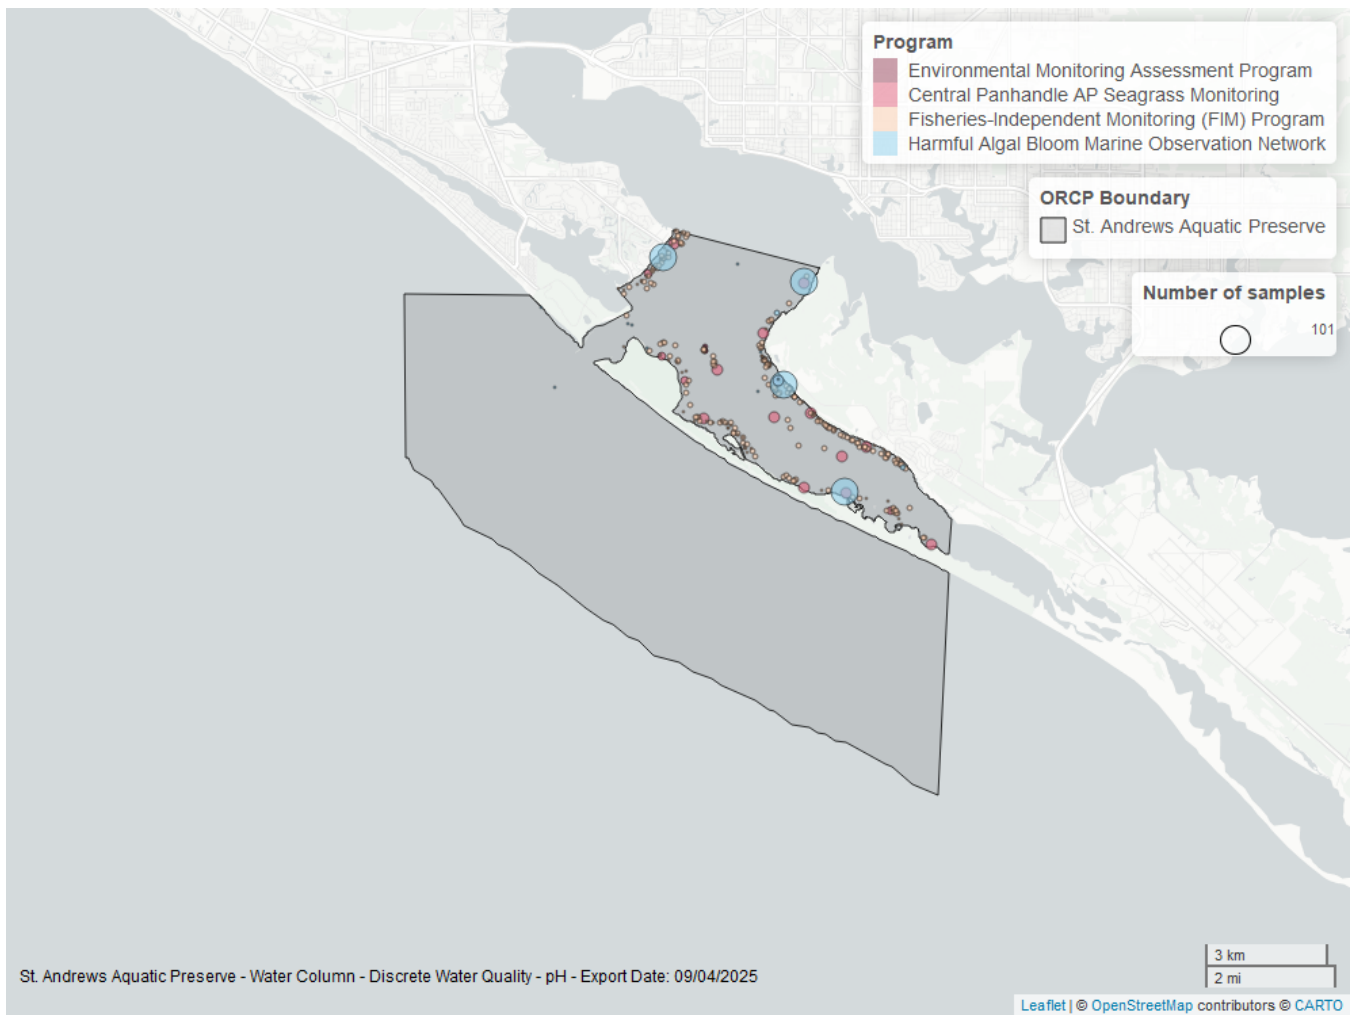 Program
Environmental Monitoring Assessment Program
Central Panhandle AP Seagrass Monitoring
Fisheries-Independent Monitoring (FIM) Program
Harmful Algal Bloom Marine Observation Network
ORCP Boundary
St. Andrews Aquatic Preserve
Number of samples
101
3 km
2 mi
St. Andrews Aquatic Preserve - Water Column - Discrete Water Quality - pH - Export Date: 09/04/2025
Leaflet | © OpenStreetMap contributors © CARTO